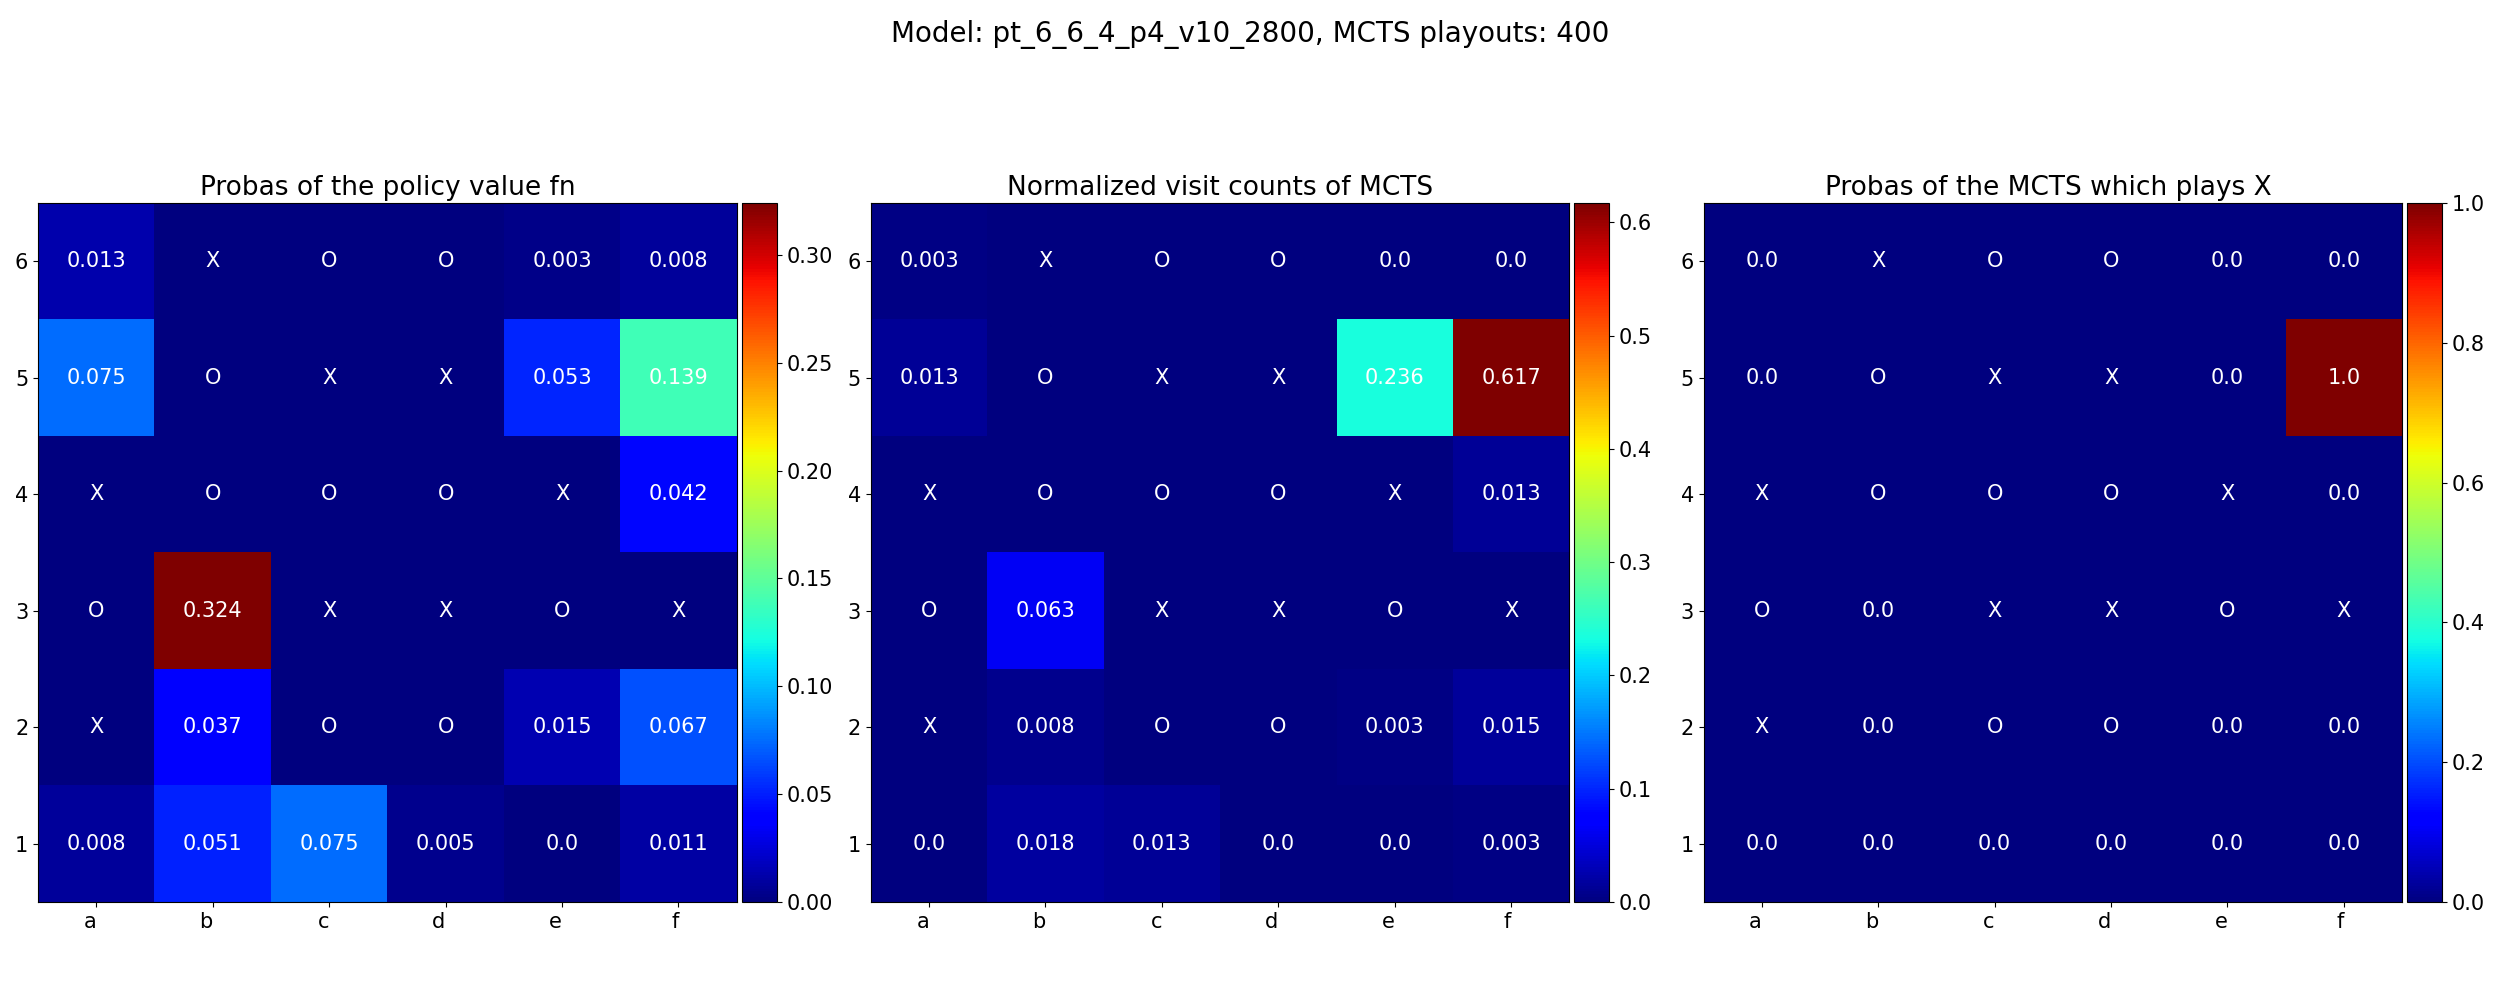 Model: pt_6_6_4_p4_v10_2800, MCTS playouts: 400
Probas of the policy value fn
6 0.013 X O O 0.003 0.008
5 0.075 O X X 0.053 0.139
4 X O O O X 0.042
3 O 0.324 X X O X
2 X 0.037 O O 0.015 0.067
1 0.008 0.051 0.075 0.005 0.0 0.011
a b c d e f
0.30
0.25
0.20
0.15
0.10
0.05
0.00
Normalized visit counts of MCTS
6 0.003 X O O 0.0 0.0
5 0.013 O X X 0.236 0.617
4 X O O O X 0.013
3 O 0.063 X X O X
2 X 0.008 O O 0.003 0.015
1 0.0 0.018 0.013 0.0 0.0 0.003
a b c d e f
0.6
0.5
0.4
0.3
0.2
0.1
0.0
Probas of the MCTS which plays X
6 0.0 X O O 0.0 0.0
5 0.0 O X X 0.0 1.0
4 X O O O X 0.0
3 O 0.0 X X O X
2 X 0.0 O O 0.0 0.0
1 0.0 0.0 0.0 0.0 0.0 0.0
a b c d e f
1.0
0.8
0.6
0.4
0.2
0.0